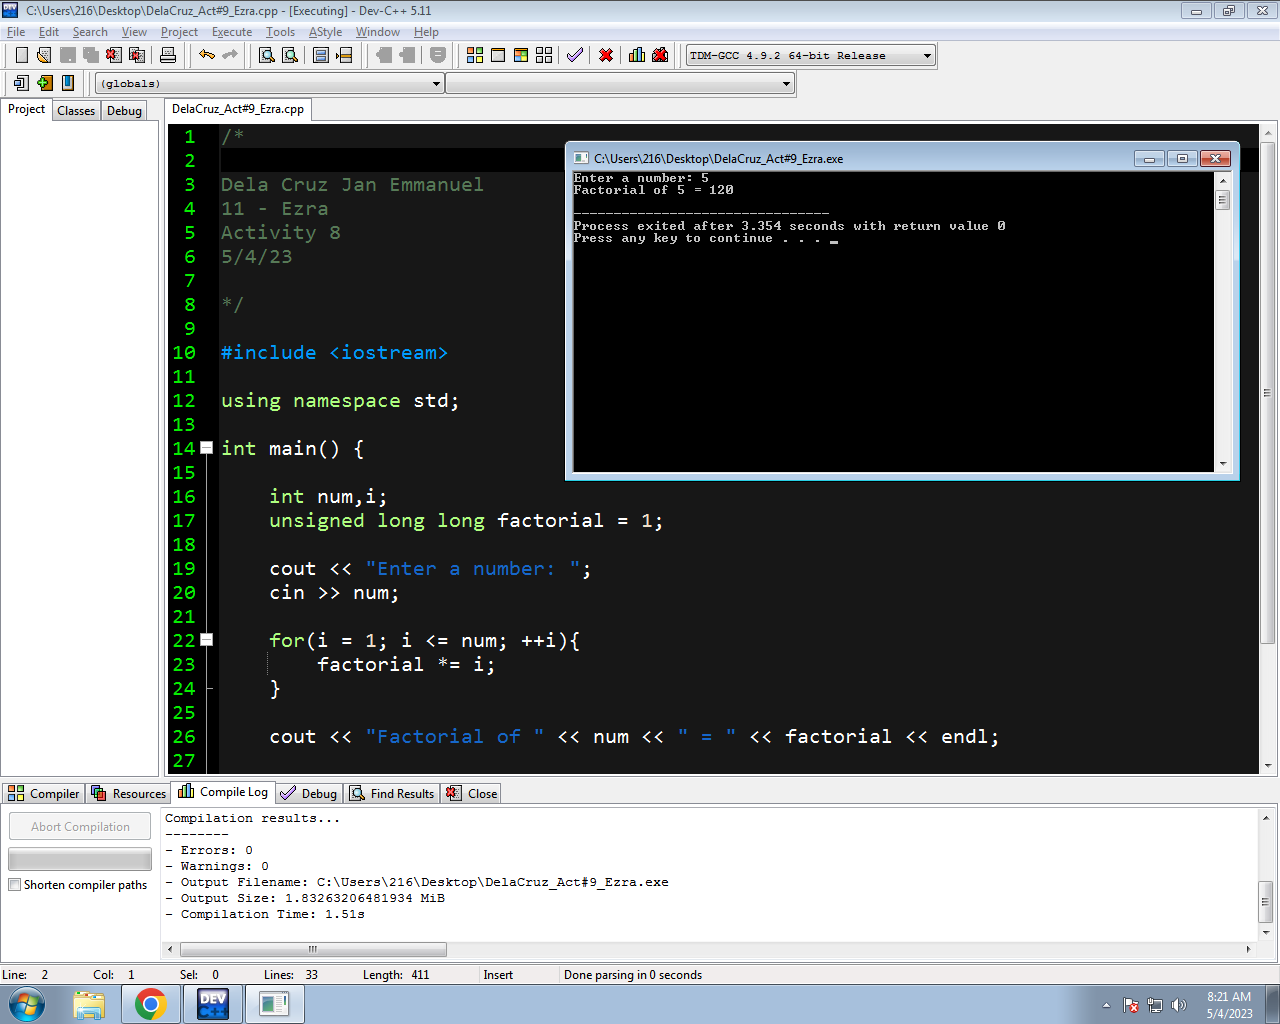 C:\Users\216\Desktop\DelaCruz_Act#9_Ezra.cpp - [Executing] - Dev-C++ 5.11
File Edit Search View Project Execute Tools AStyle Window Help
TDM-GCC 4.9.2 64-bit Release
(globals)
Project Classes Debug
DelaCruz_Act#9_Ezra.cpp
1 /*
2
3 Dela Cruz Jan Emmanuel
4 11 - Ezra
5 Activity 8
6 5/4/23
7
8 */
9
10 #include <iostream>
11
12 using namespace std;
13
14 int main() {
15
16 int num,i;
17 unsigned long long factorial = 1;
18
19 cout << "Enter a number: ";
20 cin >> num;
21
22 for(i = 1; i <= num; ++i){
23 factorial *= i;
24 }
25
26 cout << "Factorial of " << num << " = " << factorial << endl;
27
C:\Users\216\Desktop\DelaCruz_Act#9_Ezra.exe
Enter a number: 5
Factorial of 5 = 120
--------------------------------
Process exited after 3.354 seconds with return value 0
Press any key to continue . . . _
Compiler Resources Compile Log Debug Find Results Close
Abort Compilation
Shorten compiler paths
Compilation results...
--------
- Errors: 0
- Warnings: 0
- Output Filename: C:\Users\216\Desktop\DelaCruz_Act#9_Ezra.exe
- Output Size: 1.83263206481934 MiB
- Compilation Time: 1.51s
Line: 2 Col: 1 Sel: 0 Lines: 33 Length: 411 Insert Done parsing in 0 seconds
DEV C++
8:21 AM
5/4/2023